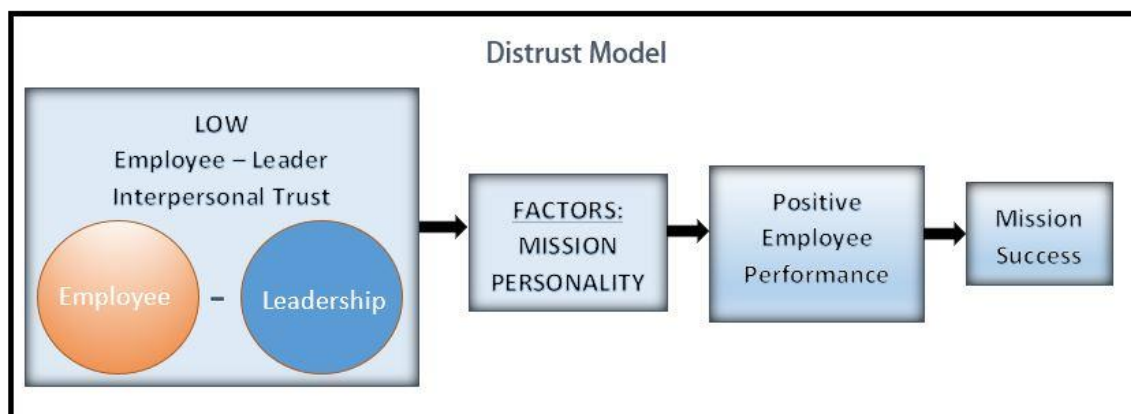 Distrust Model
LOW
Employee – Leader
Interpersonal Trust
Employee
-
Leadership
FACTORS:
MISSION
PERSONALITY
Positive
Employee
Performance
Mission
Success